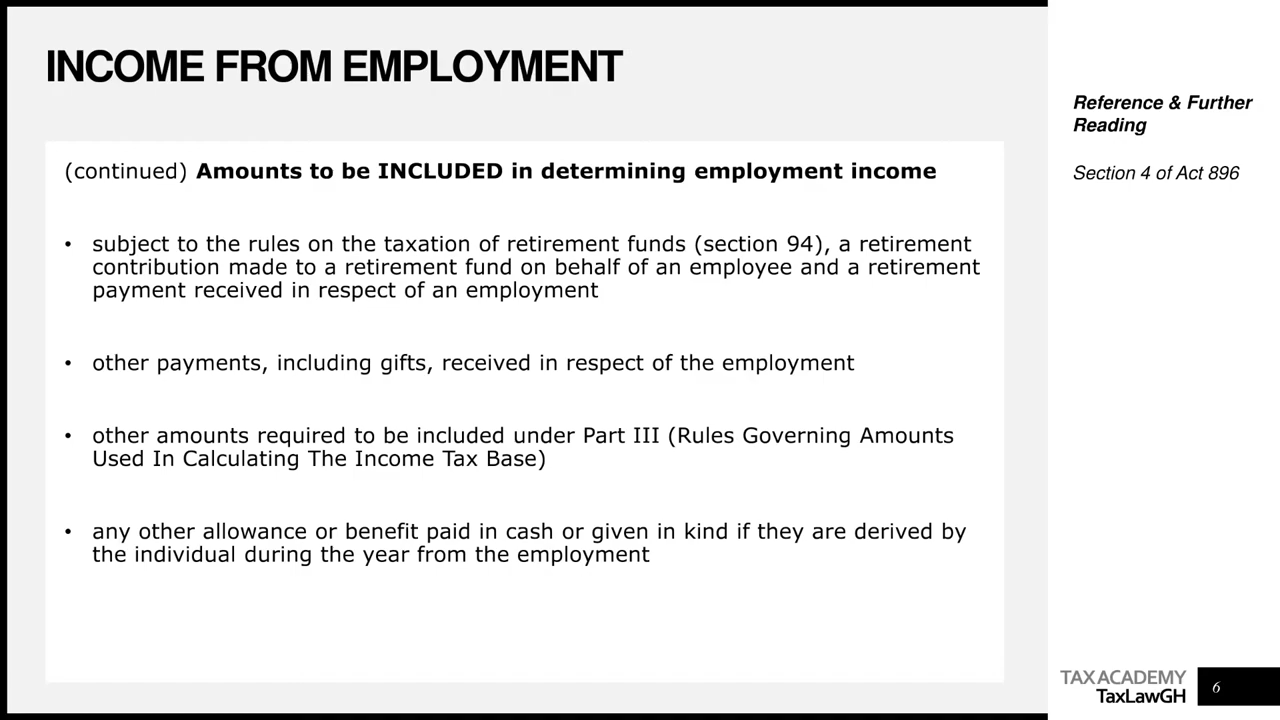 INCOME FROM EMPLOYMENT
(continued) Amounts to be INCLUDED in determining employment income
• subject to the rules on the taxation of retirement funds (section 94), a retirement
contribution made to a retirement fund on behalf of an employee and a retirement
payment received in respect of an employment
• other payments, including gifts, received in respect of the employment
• other amounts required to be included under Part III (Rules Governing Amounts
Used In Calculating The Income Tax Base)
• any other allowance or benefit paid in cash or given in kind if they are derived by
the individual during the year from the employment
Reference & Further
Reading
Section 4 of Act 896
TAX ACADEMY
TaxLawGH
6